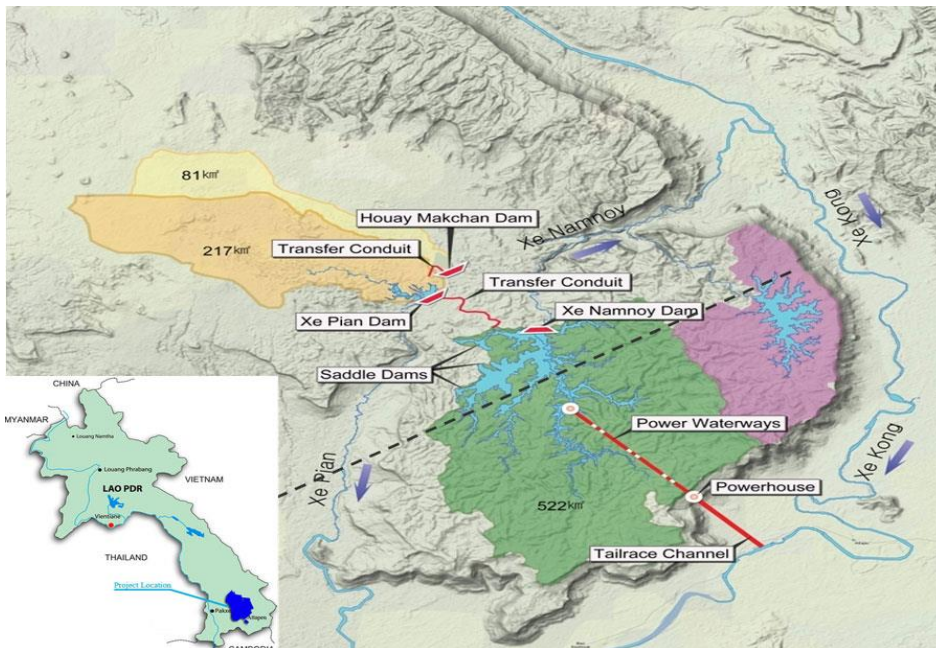 81㎢
Houay Makchan Dam
Xe Namnoy
Xe Kong
Transfer Conduit
217㎢
Transfer Conduit
Xe Namnoy Dam
Xe Pian Dam
Saddle Dams
Power Waterways
Xe Kong
Xe Pian
Powerhouse
522㎢
Tailrace Channel
CHINA
MYANMAR
Louang Namtha
Louang Phrabang
VIETNAM
LAO PDR
Vientiane
THAILAND
Project Location